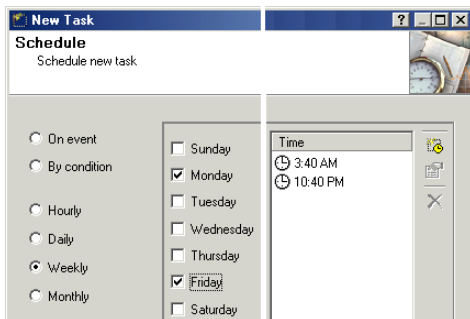 New Task
Schedule
Schedule new task
On event
By condition
Hourly
Daily
Weekly
Monthly
Sunday
Monday
Tuesday
Wednesday
Thursday
Friday
Saturday
Time
3:40 AM
10:40 PM